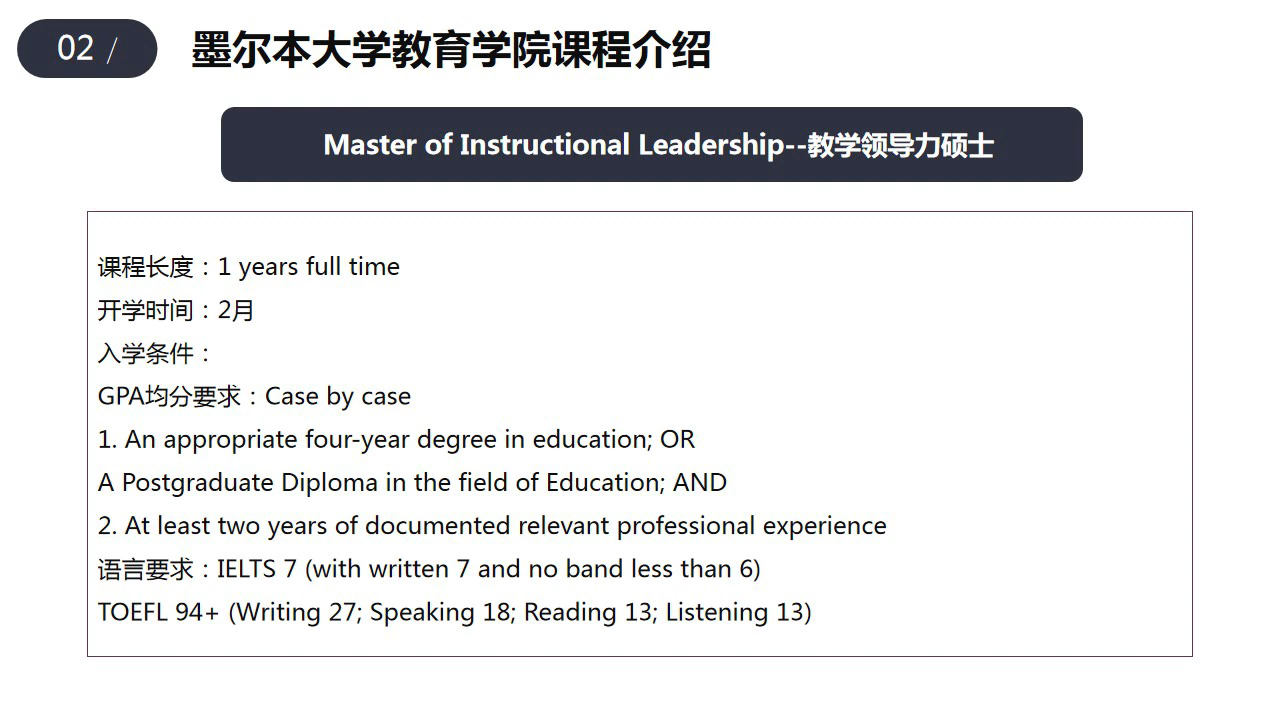 02 /
墨尔本大学教育学院课程介绍
Master of Instructional Leadership--教学领导力硕士
课程长度：1 years full time
开学时间：2月
入学条件：
GPA均分要求：Case by case
1. An appropriate four-year degree in education; OR
A Postgraduate Diploma in the field of Education; AND
2. At least two years of documented relevant professional experience
语言要求：IELTS 7 (with written 7 and no band less than 6)
TOEFL 94+ (Writing 27; Speaking 18; Reading 13; Listening 13)